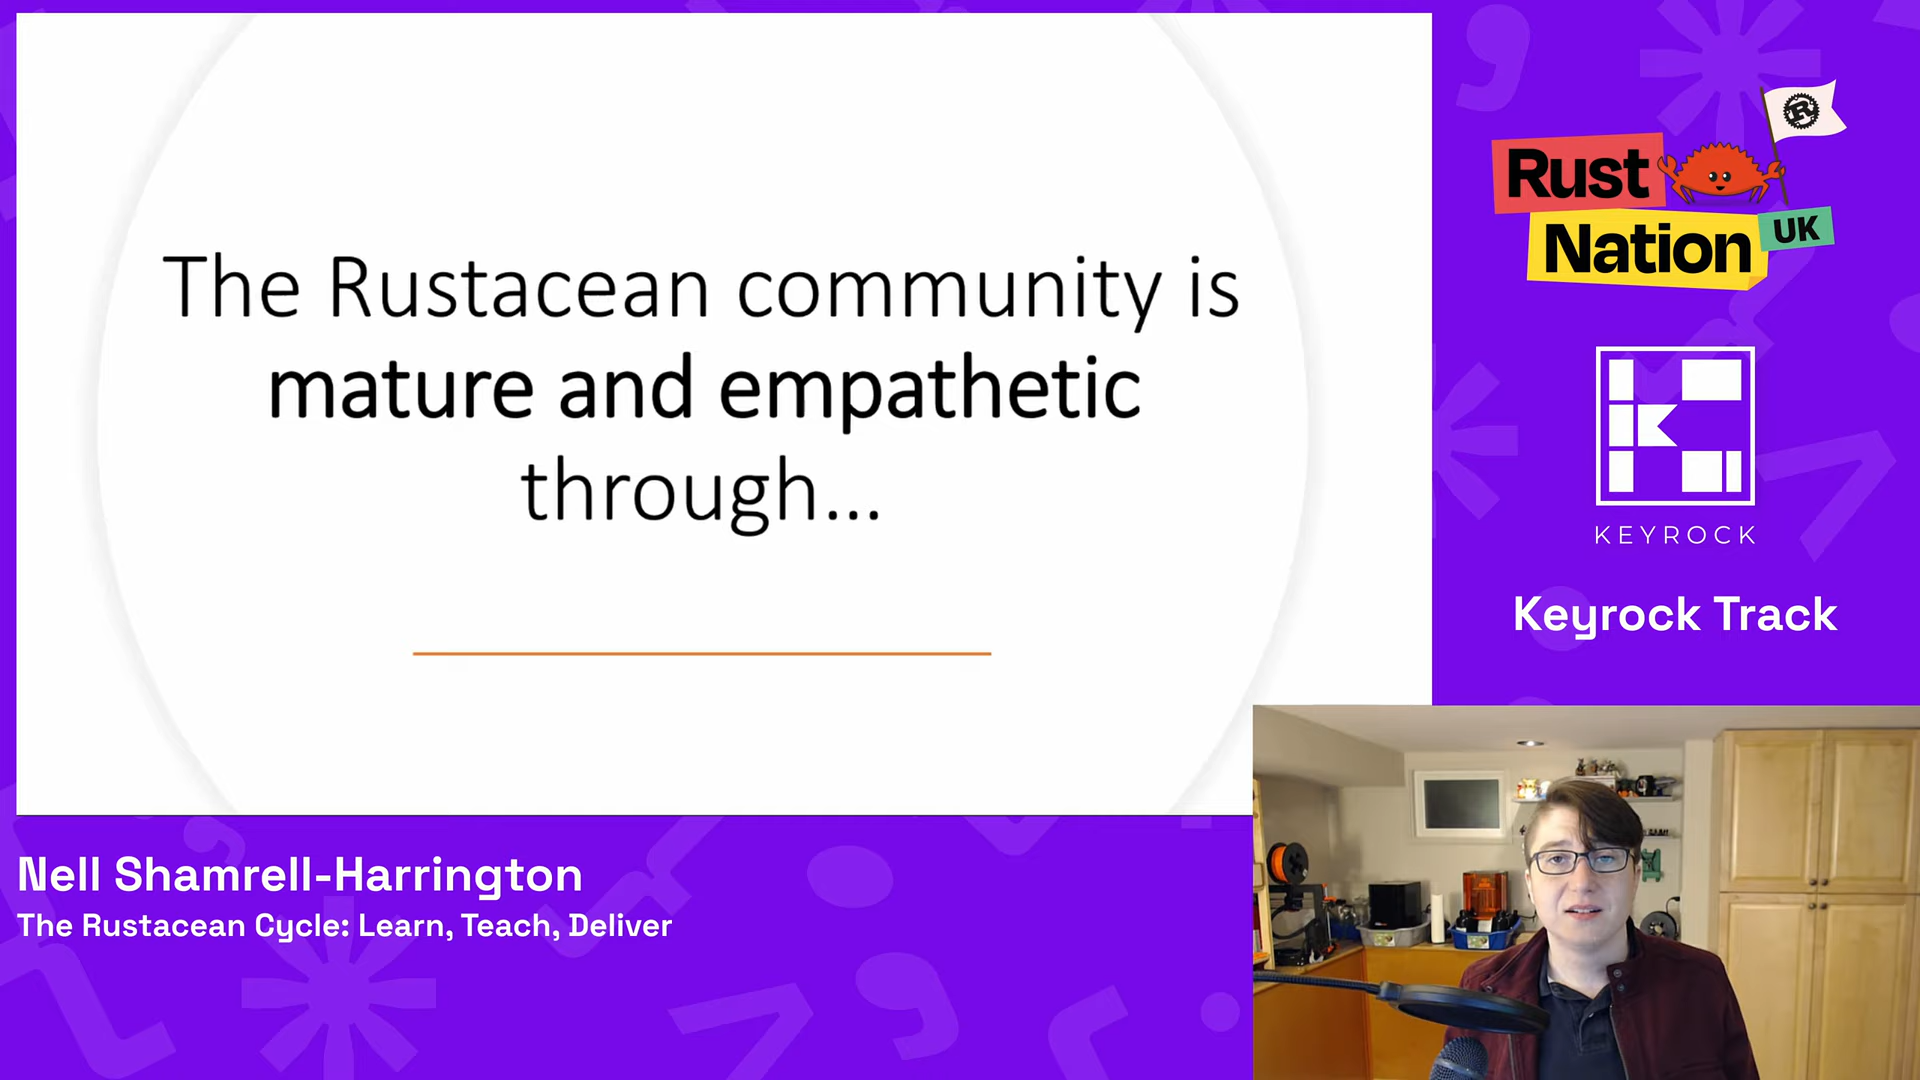 The Rustacean community is
mature and empathetic
through...
Rust
Nation
UK
R
KEYROCK
Keyrock Track
Nell Shamrell-Harrington
The Rustacean Cycle: Learn, Teach, Deliver